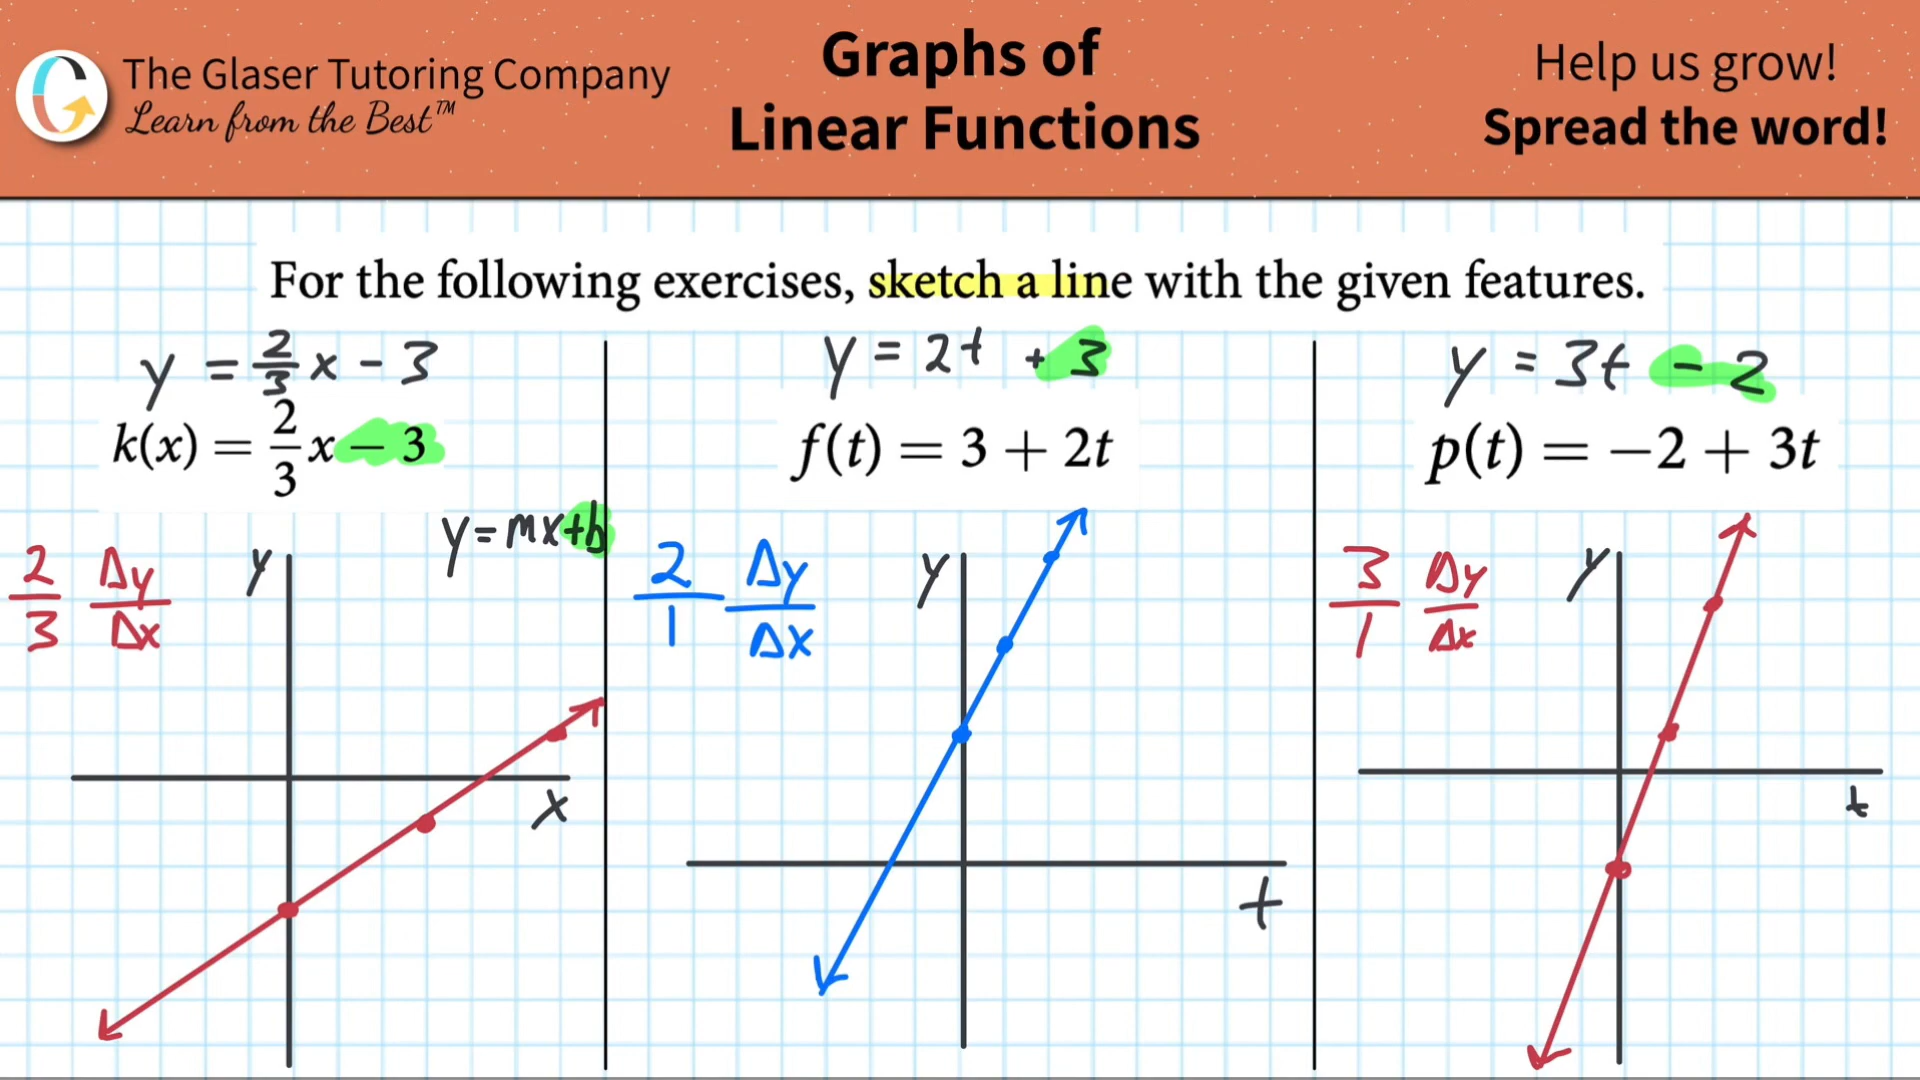 The Glaser Tutoring Company
Learn from the Best™
Graphs of
Linear Functions
Help us grow!
Spread the word!
For the following exercises, sketch a line with the given features.
y = 2/3 x - 3
k(x) = 2/3 x − 3
y = mx+b
2/3 Δy/Δx
y
x
y = 2t + 3
f(t) = 3 + 2t
2/1 Δy/Δx
y
t
y = 3t - 2
p(t) = −2 + 3t
3/1 Δy/Δx
y
t